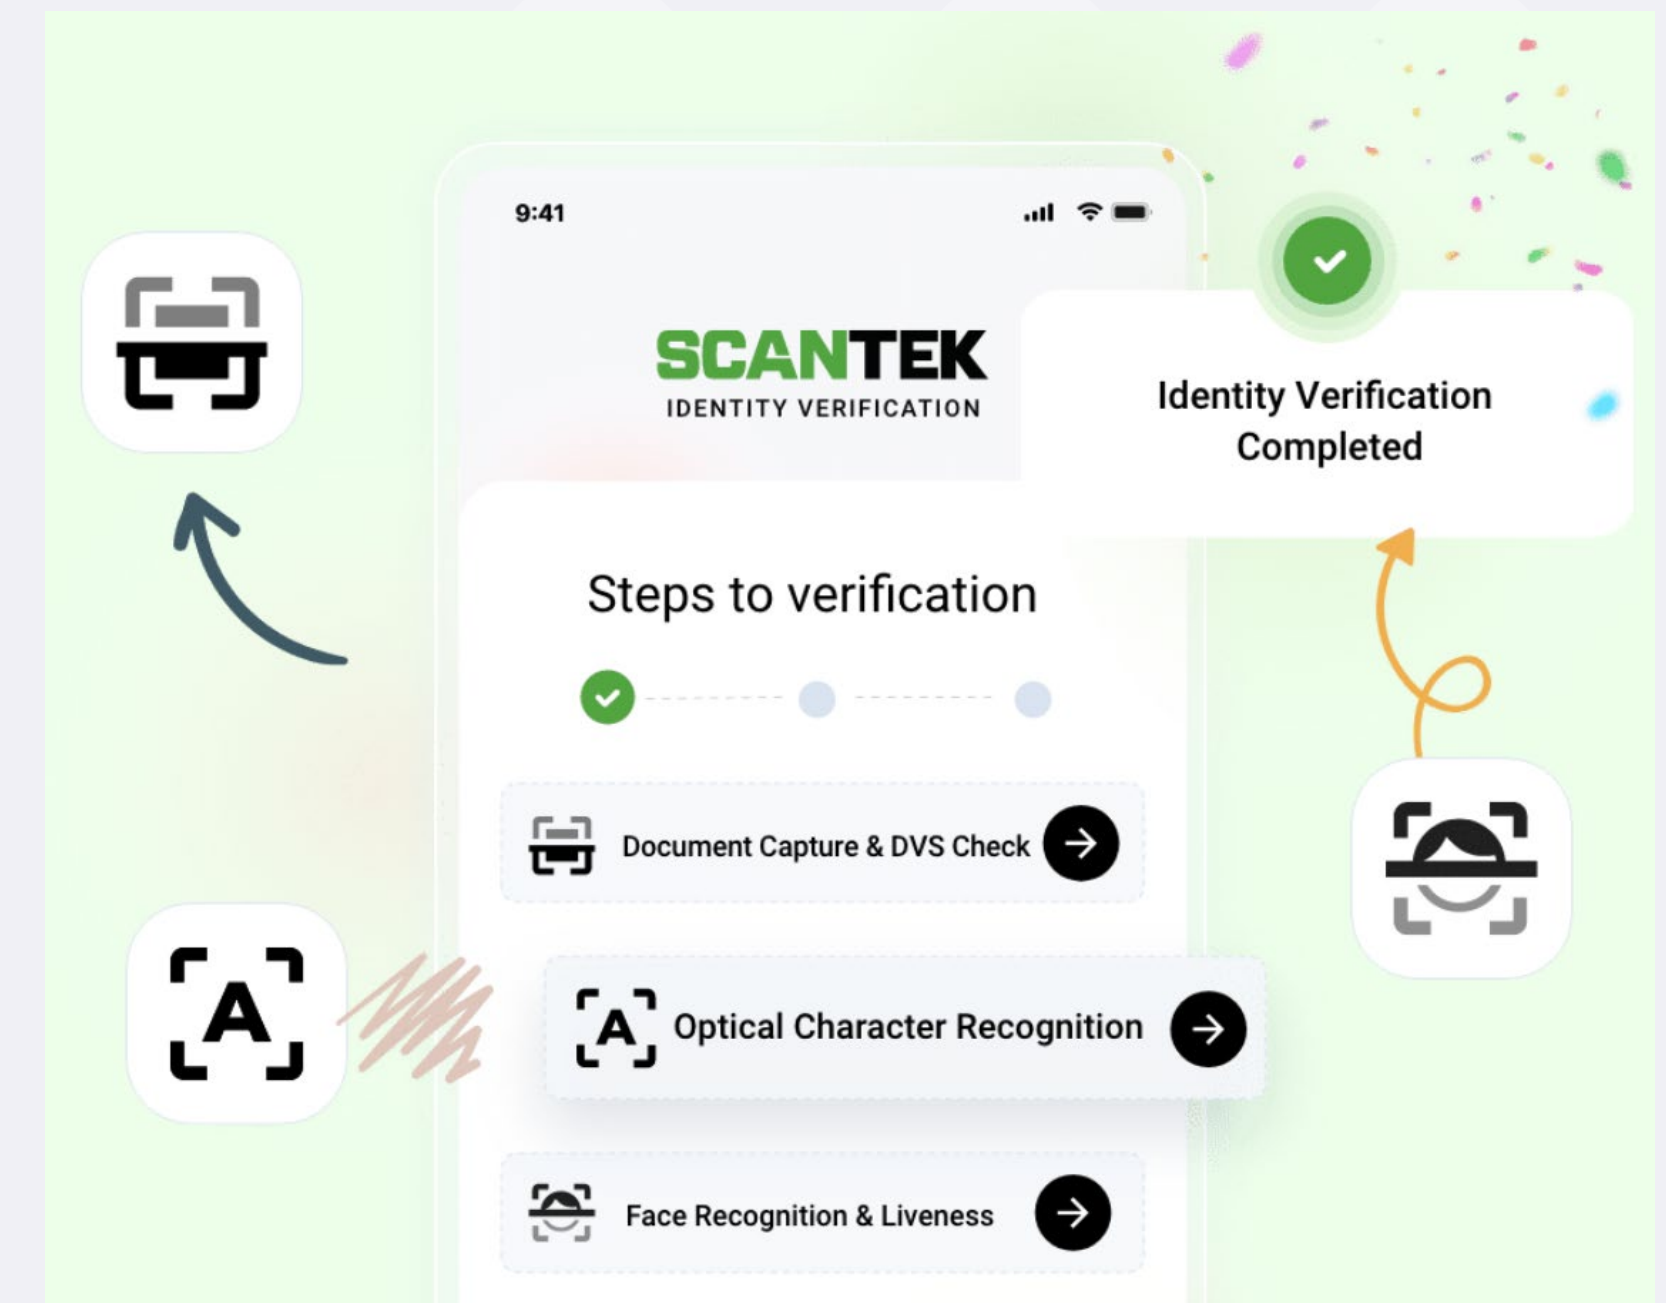 9:41
SCANTEK
IDENTITY VERIFICATION
Identity Verification
Completed
Steps to verification
Document Capture & DVS Check
A
A
Optical Character Recognition
Face Recognition & Liveness